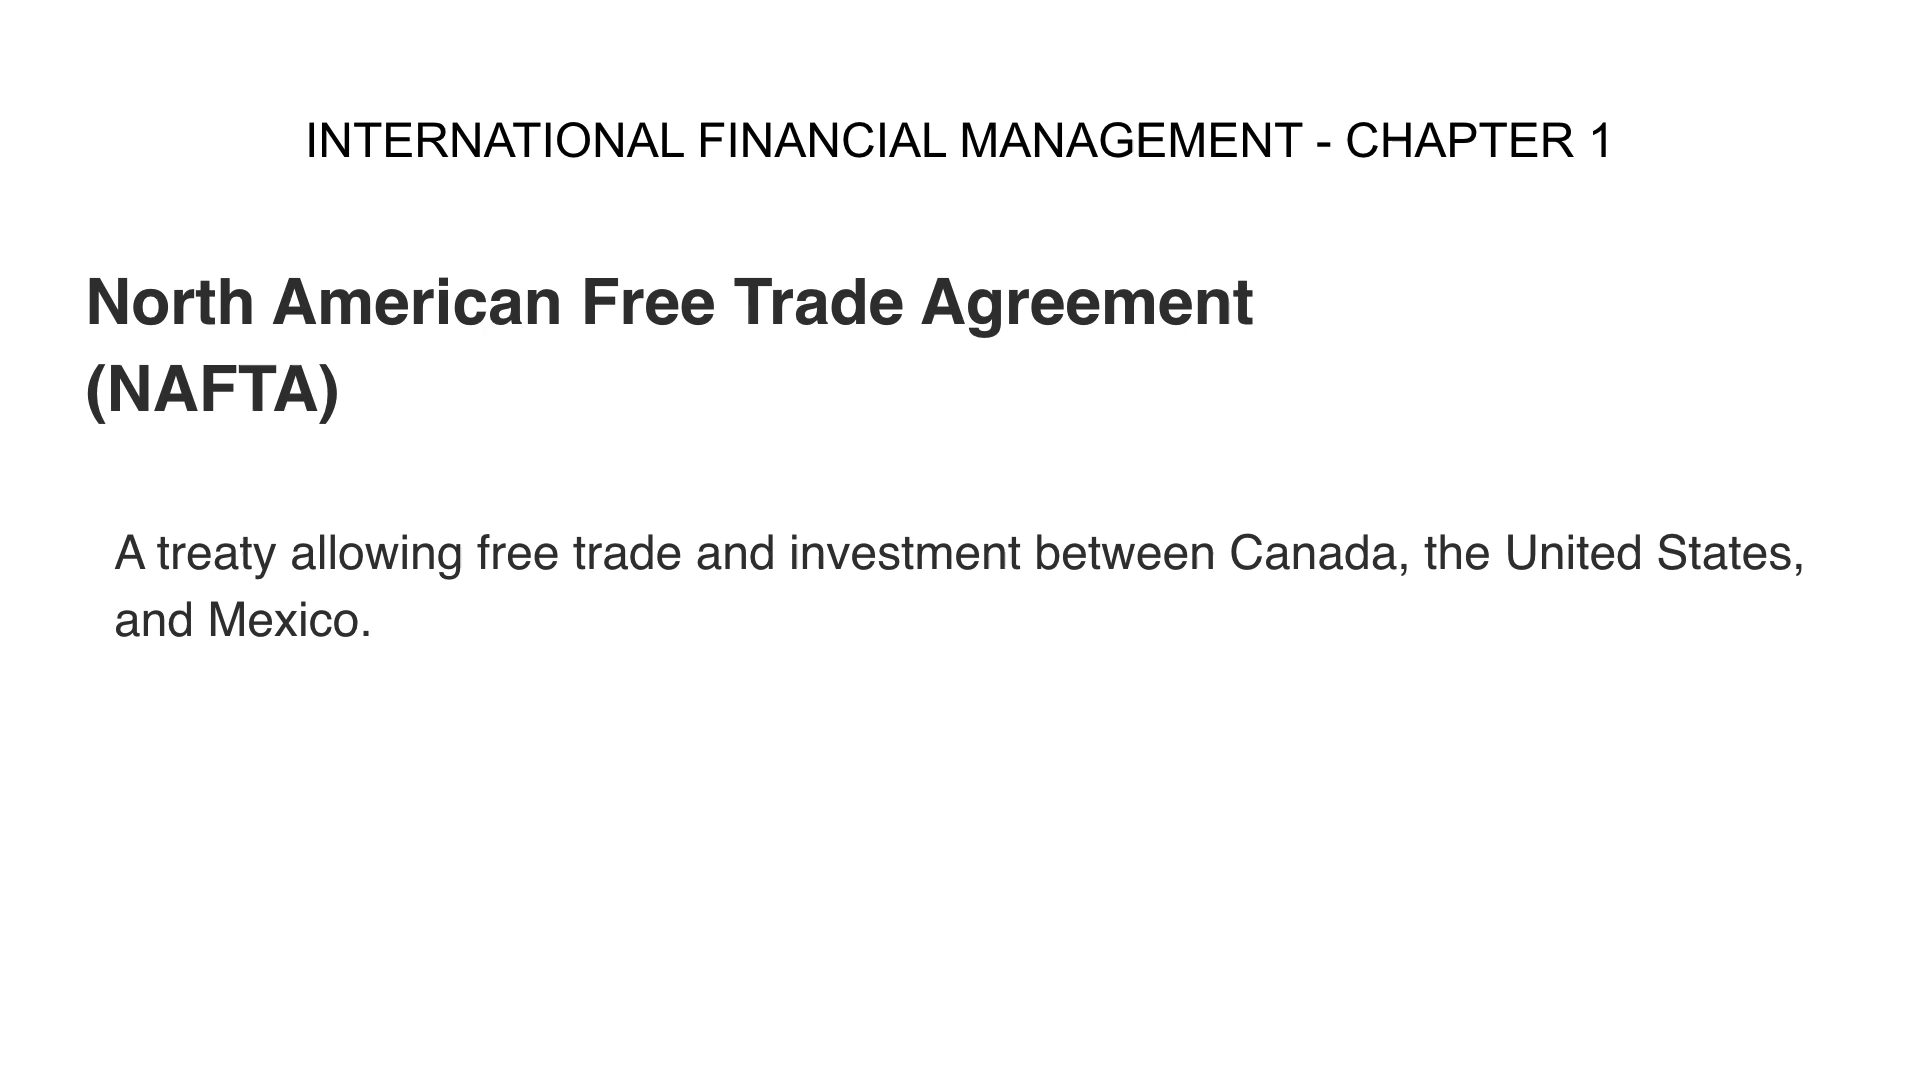 INTERNATIONAL FINANCIAL MANAGEMENT - CHAPTER 1
North American Free Trade Agreement
(NAFTA)
A treaty allowing free trade and investment between Canada, the United States,
and Mexico.